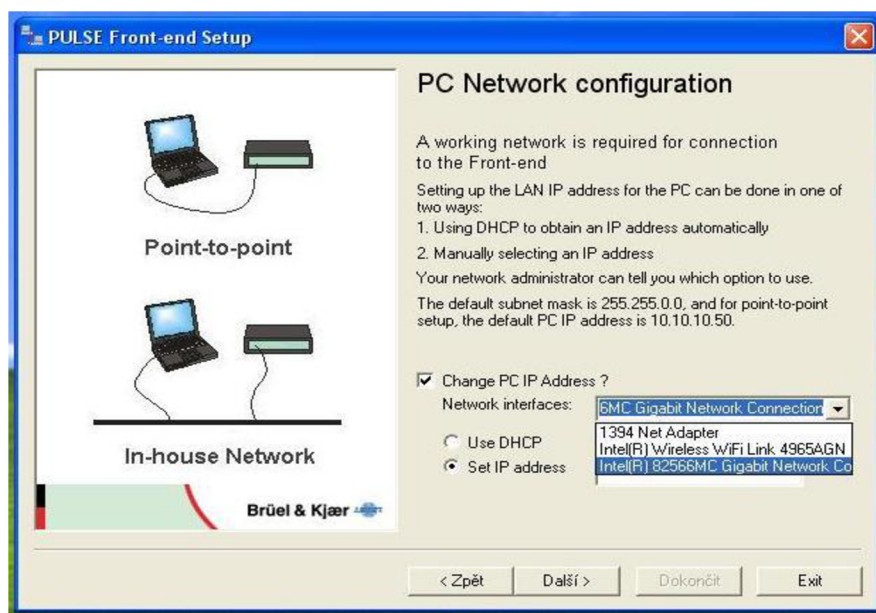 PULSE Front-end Setup
Point-to-point
In-house Network
Brüel & Kjær
PC Network configuration
A working network is required for connection
to the Front-end
Setting up the LAN IP address for the PC can be done in one of
two ways:
1. Using DHCP to obtain an IP address automatically
2. Manually selecting an IP address
Your network administrator can tell you which option to use.
The default subnet mask is 255.255.0.0, and for point-to-point
setup, the default PC IP address is 10.10.10.50.
Change PC IP Address ?
Network interfaces:
6MC Gigabit Network Connection
1394 Net Adapter
Use DHCP
Intel(R) Wireless WiFi Link 4965AGN
Set IP address
Intel(R) 82566MC Gigabit Network Co
< Zpět
Další >
Dokončit
Exit